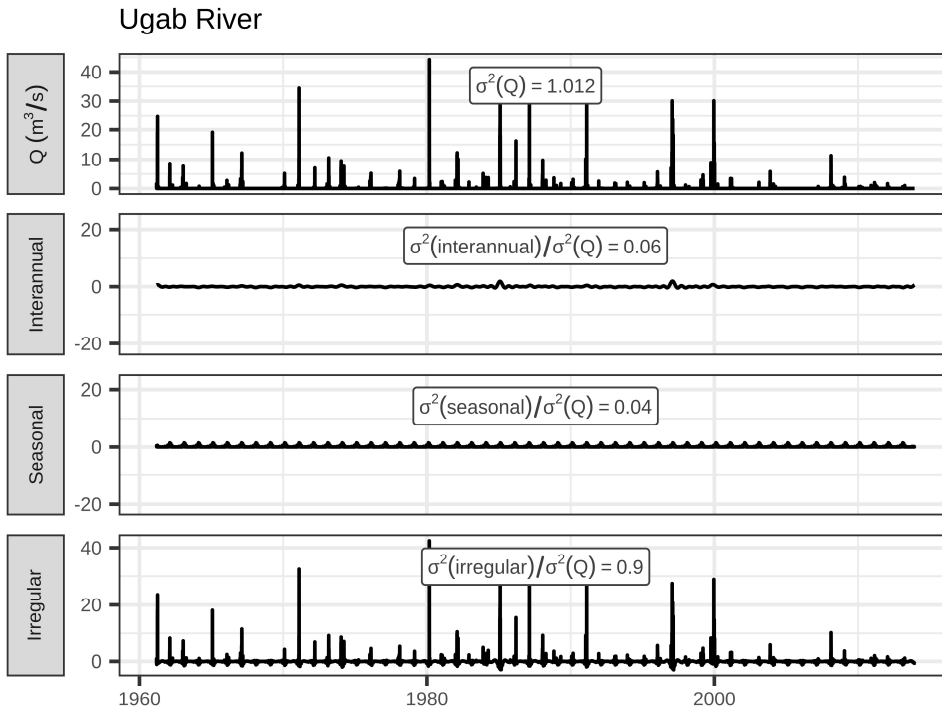 Ugab River
Q (m³/s)
40
30
20
10
0
σ²(Q) = 1.012
Interannual
20
0
-20
σ²(interannual)/σ²(Q) = 0.06
Seasonal
20
0
-20
σ²(seasonal)/σ²(Q) = 0.04
Irregular
40
20
0
σ²(irregular)/σ²(Q) = 0.9
1960
1980
2000